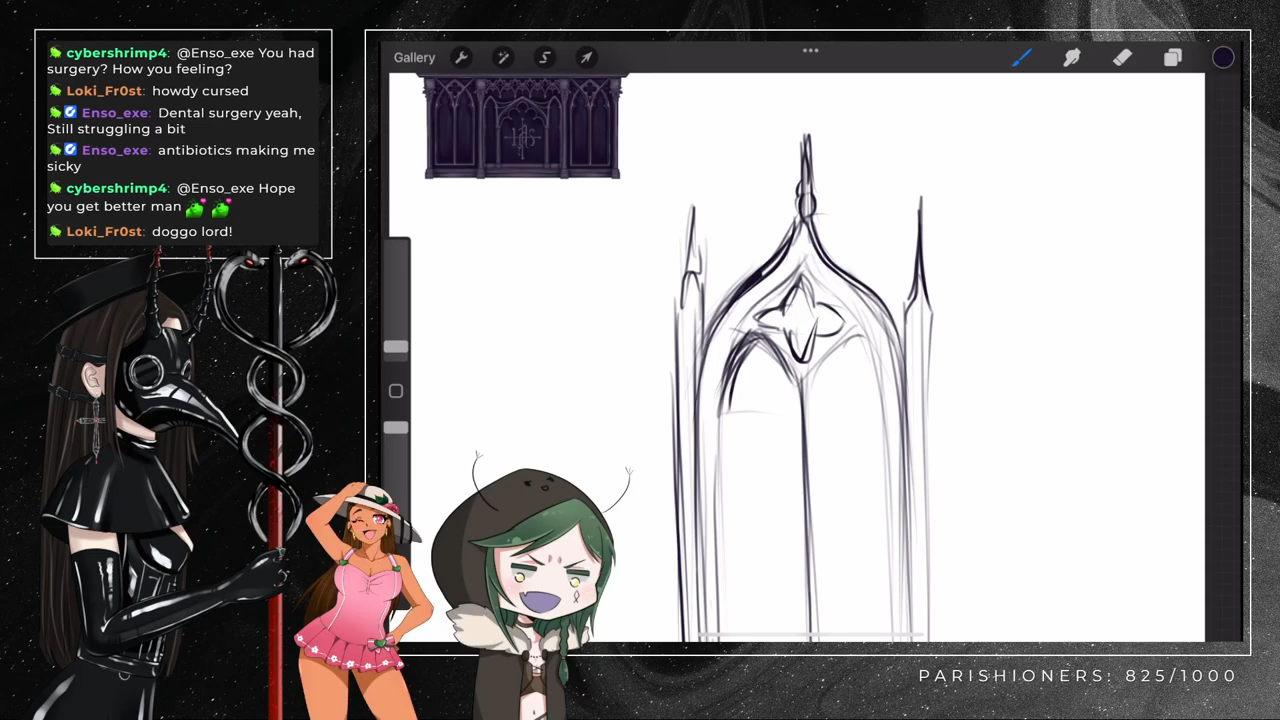 cybershrimp4: @Enso_exe You had
surgery? How you feeling?
Loki_Fr0st: howdy cursed
Enso_exe: Dental surgery yeah,
Still struggling a bit
Enso_exe: antibiotics making me
sicky
cybershrimp4: @Enso_exe Hope
you get better man
Loki_Fr0st: doggo lord!
Gallery
PARISHIONERS: 825/1000